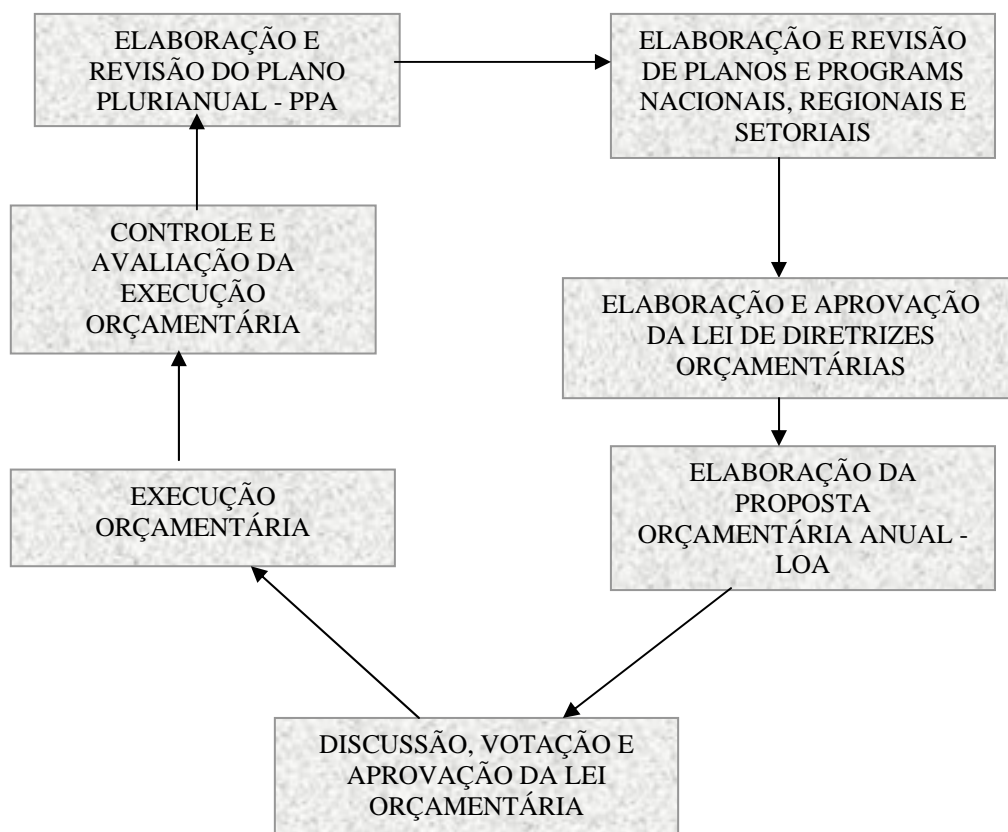 ELABORAÇÃO E
REVISÃO DO PLANO
PLURIANUAL - PPA
ELABORAÇÃO E REVISÃO
DE PLANOS E PROGRAMS
NACIONAIS, REGIONAIS E
SETORIAIS
ELABORAÇÃO E APROVAÇÃO
DA LEI DE DIRETRIZES
ORÇAMENTÁRIAS
ELABORAÇÃO DA
PROPOSTA
ORÇAMENTÁRIA ANUAL -
LOA
DISCUSSÃO, VOTAÇÃO E
APROVAÇÃO DA LEI
ORÇAMENTÁRIA
EXECUÇÃO
ORÇAMENTÁRIA
CONTROLE E
AVALIAÇÃO DA
EXECUÇÃO
ORÇAMENTÁRIA